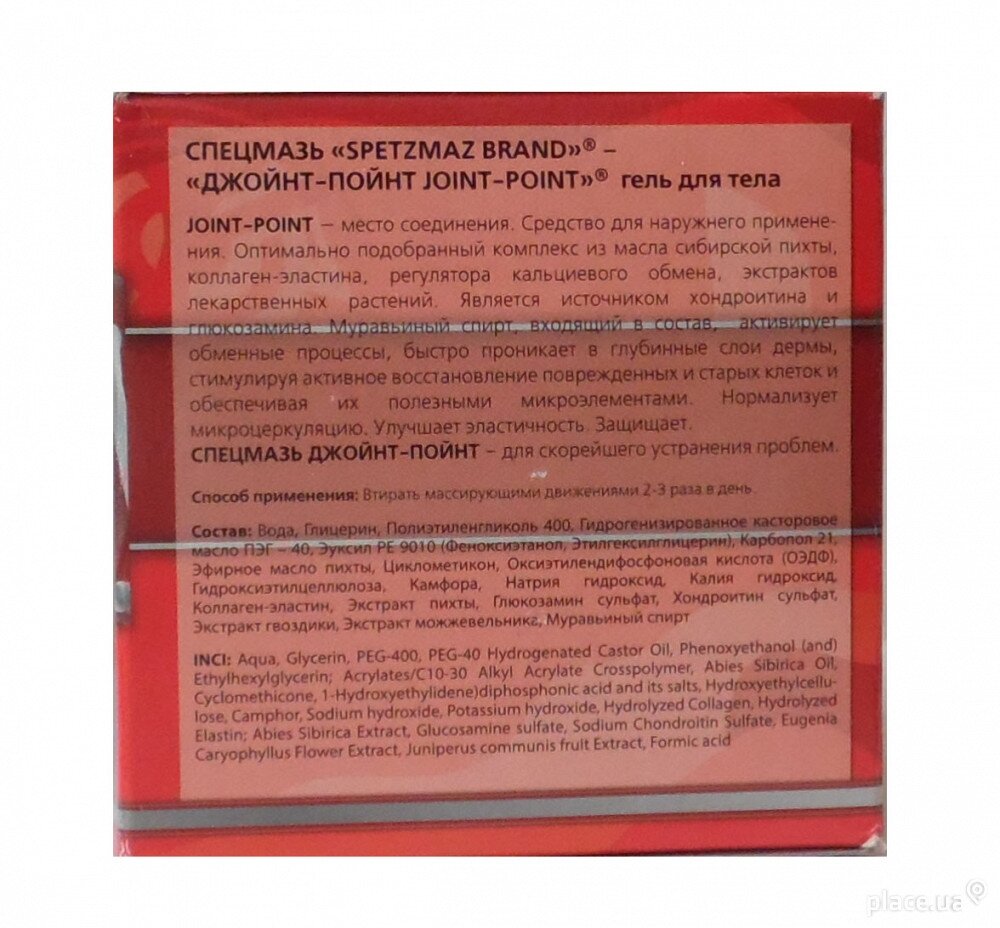 СПЕЦМАЗЬ «SPETZMAZ BRAND»® –
«ДЖОЙНТ-ПОЙНТ JOINT-POINT»® гель для тела
JOINT-POINT – место соединения. Средство для наружнего примене-
ния. Оптимально подобранный комплекс из масла сибирской пихты,
коллаген-эластина, регулятора кальциевого обмена, экстрактов
лекарственных растений. Является источником хондроитина и
глюкозамина. Муравьиный спирт, входящий в состав, активирует
обменные процессы, быстро проникает в глубинные слои дермы,
стимулируя активное восстановление поврежденных и старых клеток и
обеспечивая их полезными микроэлементами. Нормализует
микроцеркуляцию. Улучшает эластичность. Защищает.
СПЕЦМАЗЬ ДЖОЙНТ-ПОЙНТ – для скорейшего устранения проблем.
Способ применения: Втирать массирующими движениями 2-3 раза в день
Состав: Вода, Глицерин, Полиэтиленгликоль 400, Гидрогенизированное касторовое
масло ПЭГ – 40, Эуксил РЕ 9010 (Феноксиэтанол, Этилгексилглицерин), Карбопол 21,
Эфирное масло пихты, Циклометикон, Оксиэтилендифосфоновая кислота (ОЭДФ),
Гидроксиэтилцеллюлоза, Камфора, Натрия гидроксид, Калия гидроксид,
Коллаген-эластин, Экстракт пихты, Глюкозамин сульфат, Хондроитин сульфат,
Экстракт гвоздики, Экстракт можжевельника, Муравьиный спирт
INCI: Aqua, Glycerin, PEG-400, PEG-40 Hydrogenated Castor Oil, Phenoxyethanol (and)
Ethylhexylglycerin; Acrylates/C10-30 Alkyl Acrylate Crosspolymer, Abies Sibirica Oil,
Cyclomethicone, 1-Hydroxyethylidene)diphosphonic acid and its salts, Hydroxyethylcellu-
lose, Camphor, Sodium hydroxide, Potassium hydroxide, Hydrolyzed Collagen, Hydrolyzed
Elastin; Abies Sibirica Extract, Glucosamine sulfate, Sodium Chondroitin Sulfate, Eugenia
Caryophyllus Flower Extract, Juniperus communis fruit Extract, Formic acid
place.ua